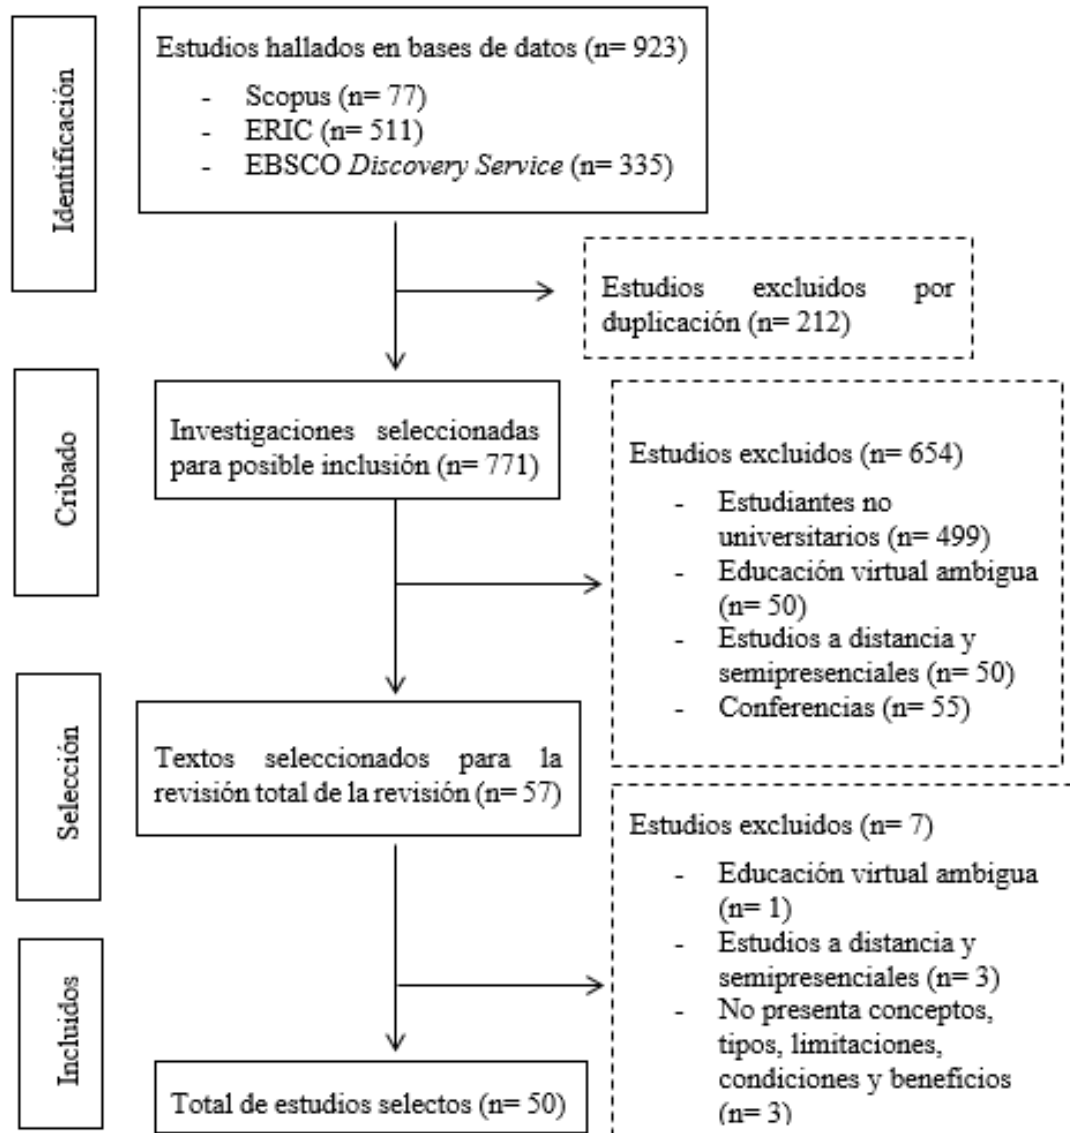 Identificación
Estudios hallados en bases de datos (n= 923)
- Scopus (n= 77)
- ERIC (n= 511)
- EBSCO Discovery Service (n= 335)
Estudios excluidos por
duplicación (n= 212)
Cribado
Investigaciones seleccionadas
para posible inclusión (n= 771)
Estudios excluidos (n= 654)
- Estudiantes no
universitarios (n= 499)
- Educación virtual ambigua
(n= 50)
- Estudios a distancia y
semipresenciales (n= 50)
- Conferencias (n= 55)
Selección
Textos seleccionados para la
revisión total de la revisión (n= 57)
Estudios excluidos (n= 7)
- Educación virtual ambigua
(n= 1)
- Estudios a distancia y
semipresenciales (n= 3)
- No presenta conceptos,
tipos, limitaciones,
condiciones y beneficios
(n= 3)
Incluidos
Total de estudios selectos (n= 50)